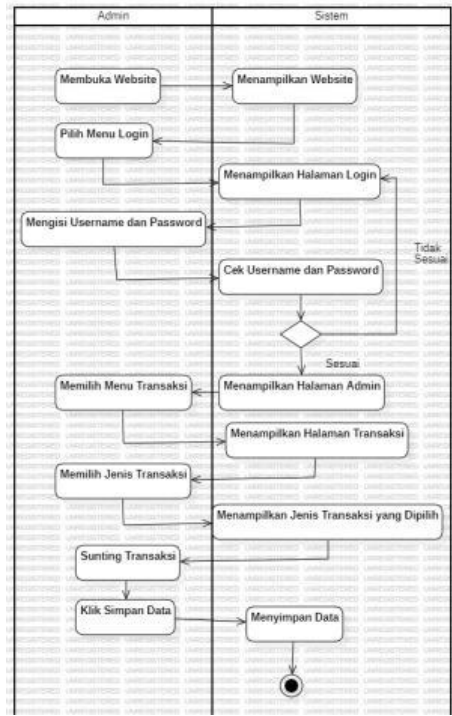 Admin
Sistem
Membuka Website
Menampilkan Website
Pilih Menu Login
Menampilkan Halaman Login
Mengisi Username dan Password
Tidak
Sesuai
Cek Username dan Password
Sesuai
Memilih Menu Transaksi
Menampilkan Halaman Admin
Menampilkan Halaman Transaksi
Memilih Jenis Transaksi
Menampilkan Jenis Transaksi yang Dipilih
Sunting Transaksi
Klik Simpan Data
Menyimpan Data